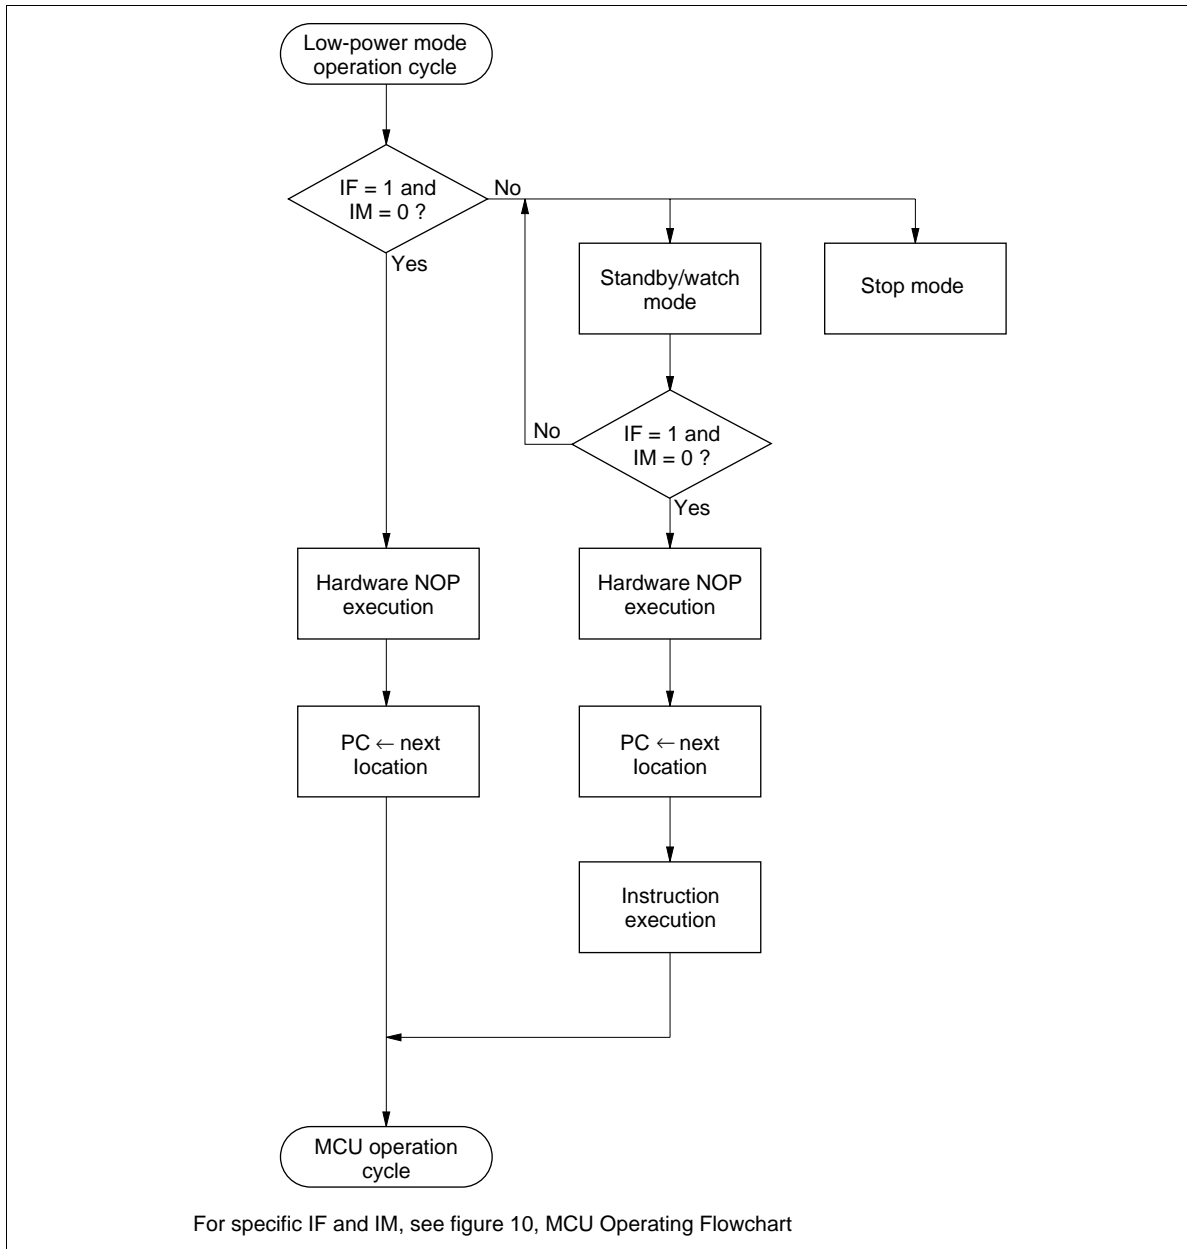 Low-power mode
operation cycle
IF = 1 and
IM = 0 ?
No
Yes
Standby/watch
mode
Stop mode
No
IF = 1 and
IM = 0 ?
Yes
Hardware NOP
execution
Hardware NOP
execution
PC ← next
location
PC ← next
location
Instruction
execution
MCU operation
cycle
For specific IF and IM, see figure 10, MCU Operating Flowchart